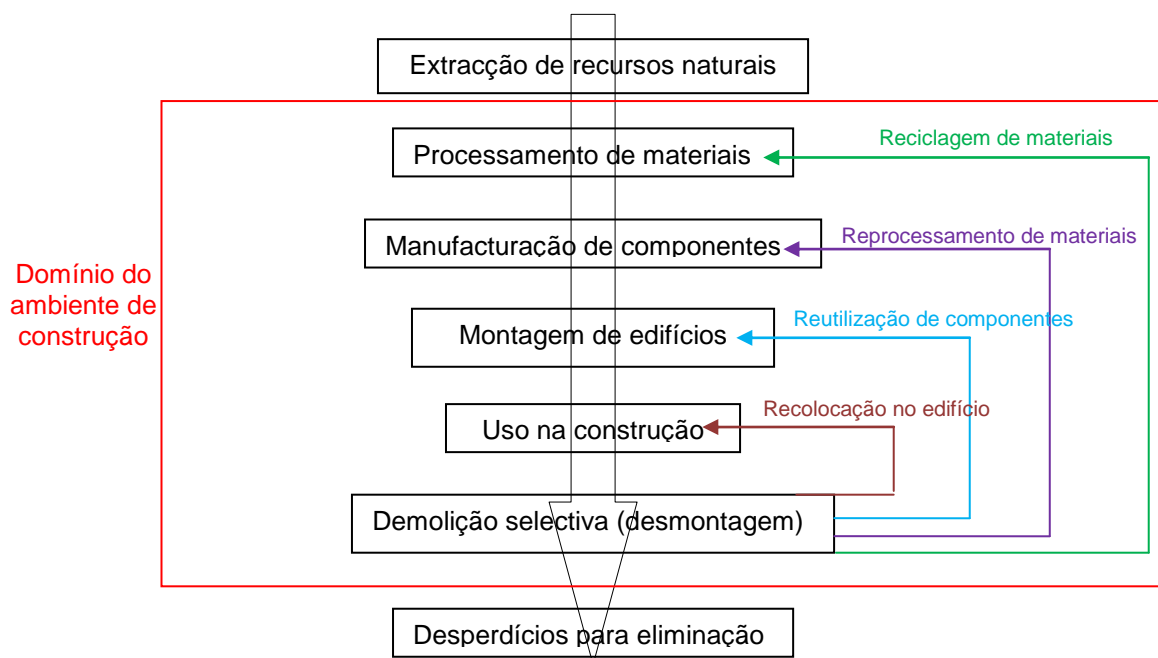 Extracção de recursos naturais
Reciclagem de materiais
Processamento de materiais
Reprocessamento de materiais
Manufacturação de componentes
Domínio do
ambiente de
construção
Reutilização de componentes
Montagem de edifícios
Recolocação no edifício
Uso na construção
Demolição selectiva (desmontagem)
Desperdícios para eliminação